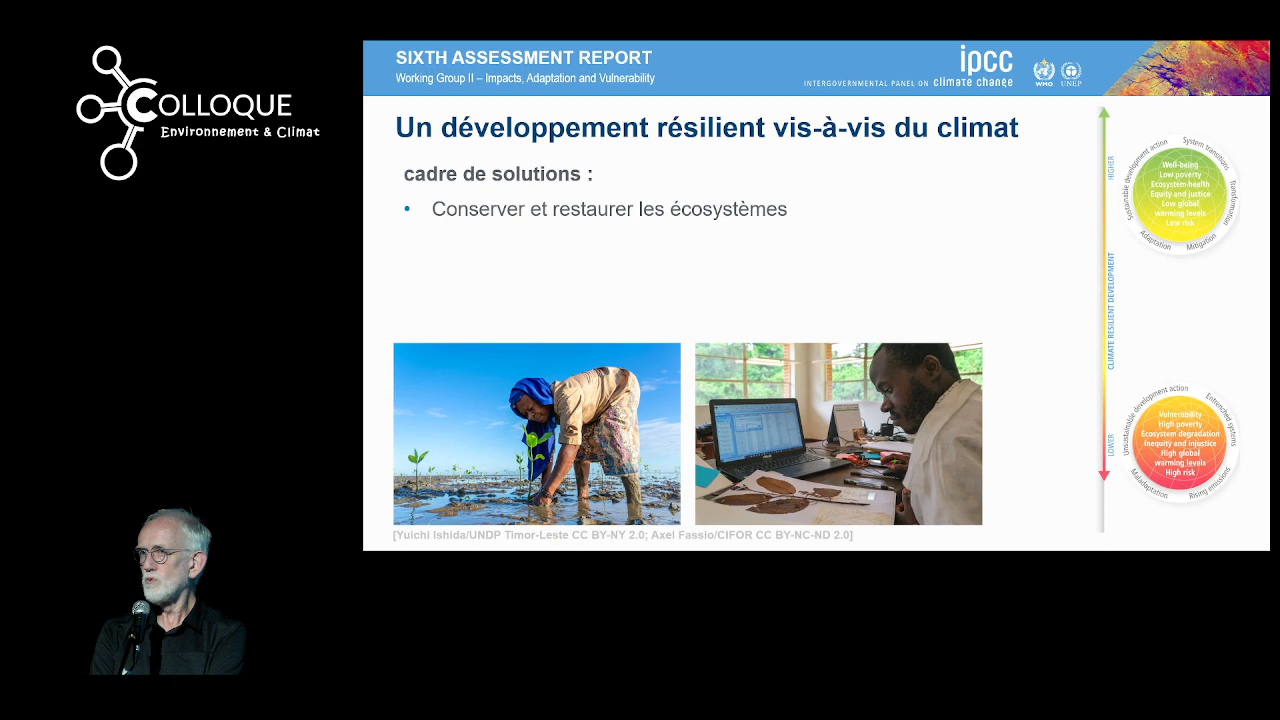 COLLOQUE
Environnement & Climat
SIXTH ASSESSMENT REPORT
Working Group II – Impacts, Adaptation and Vulnerability
ipcc
INTERGOVERNMENTAL PANEL ON climate change
WMO
UNEP
Un développement résilient vis-à-vis du climat
cadre de solutions :
• Conserver et restaurer les écosystèmes
[Yuichi Ishida/UNDP Timor-Leste CC BY-NY 2.0; Axel Fassio/CIFOR CC BY-NC-ND 2.0]
HIGHER
CLIMATE RESILIENT DEVELOPMENT
LOWER
Sustainable development action
System transitions
Transformation
Mitigation
Adaptation
Well-being
Low poverty
Ecosystem health
Equity and justice
Low global
warming levels
Low risk
Unsustainable development action
Entrenched systems
Rising emissions
Maladaptation
Vulnerability
High poverty
Ecosystem degradation
Inequity and injustice
High global
warming levels
High risk